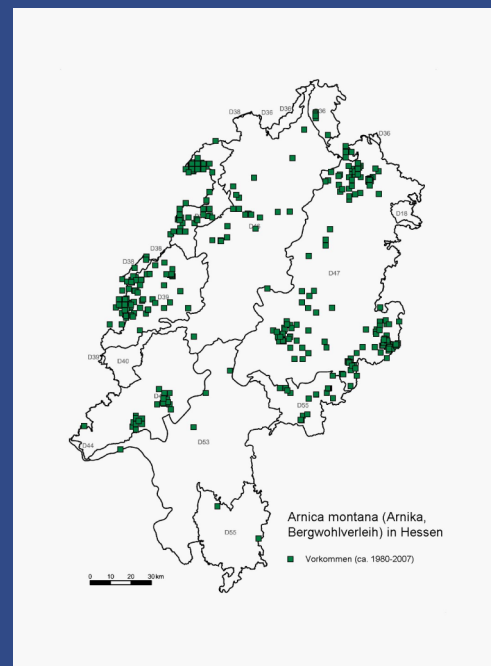 D38
D36
D36
D36
D36
D18
D38
D38
D47
D39
D39
D40
D55
D53
D44
D55
Arnica montana (Arnika,
Bergwohlverleih) in Hessen
Vorkommen (ca. 1980-2007)
0 10 20 30 km